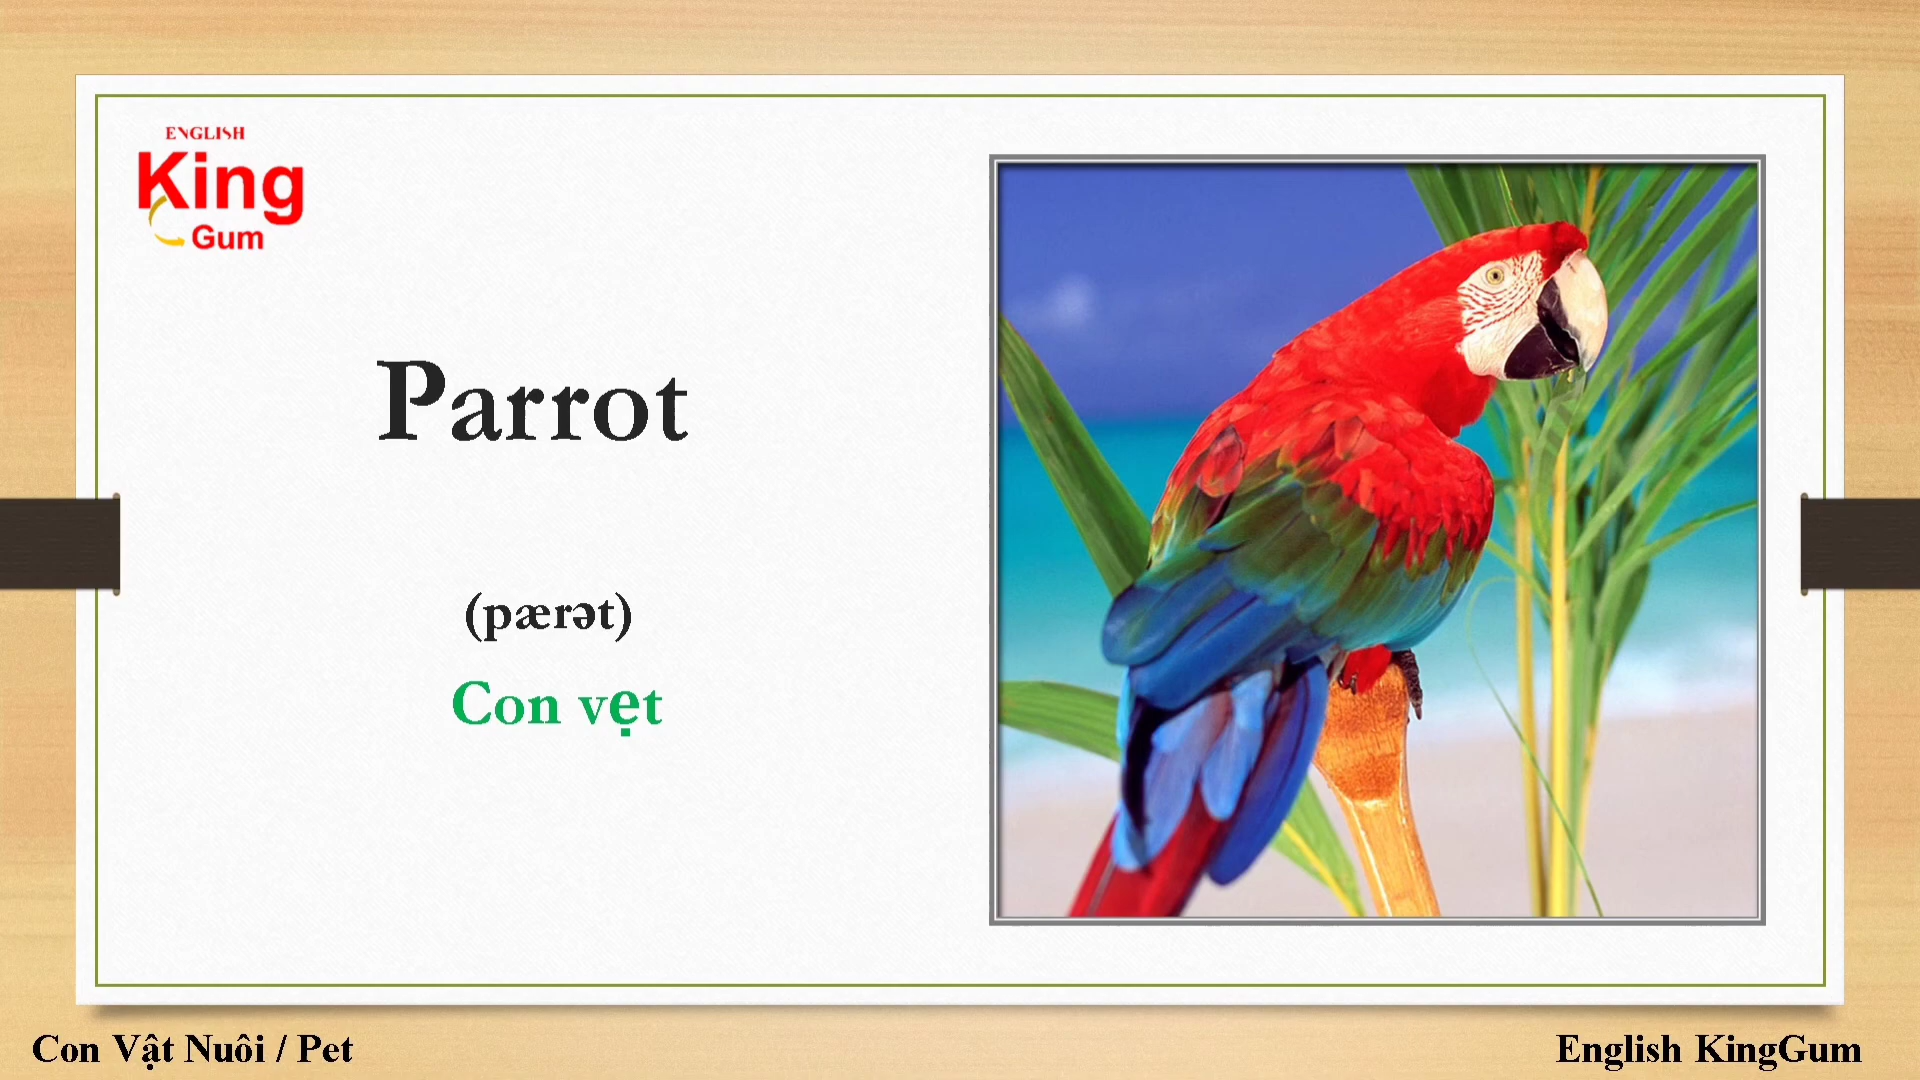 ENGLISH
King
Gum
Parrot
(pærət)
Con vẹt
Con Vật Nuôi / Pet
English KingGum